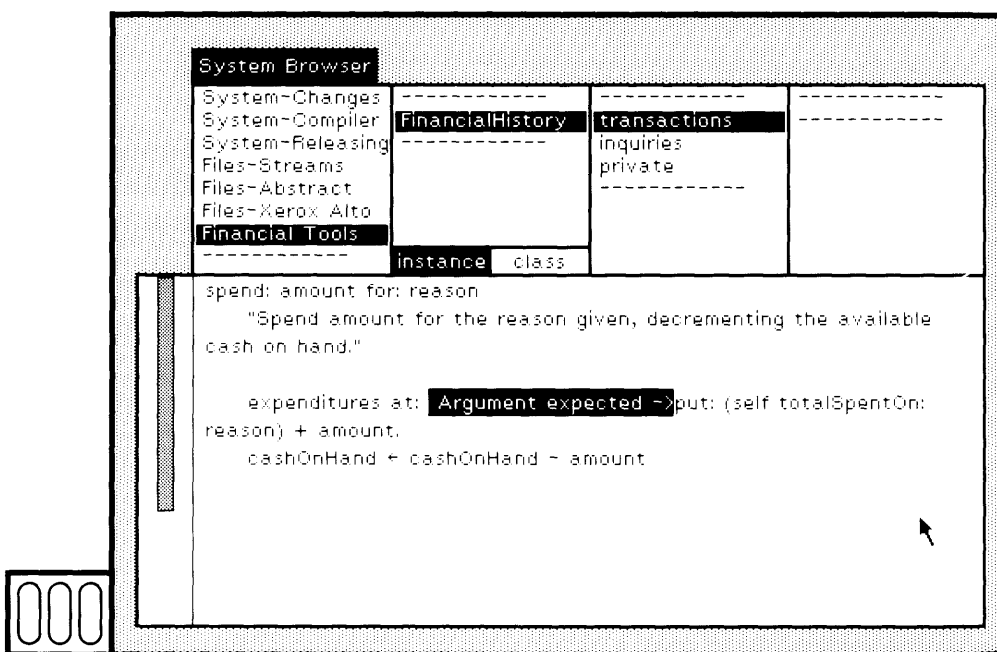 System Browser
System-Changes
System-Compiler
System-Releasing
Files-Streams
Files-Abstract
Files-Xerox Alto
Financial Tools
------------
------------
FinancialHistory
------------
instance class
------------
transactions
inquiries
private
------------
------------
------------
spend: amount for: reason
"Spend amount for the reason given, decrementing the available
cash on hand."
expenditures at: Argument expected ->put: (self totalSpentOn:
reason) + amount.
cashOnHand ← cashOnHand - amount